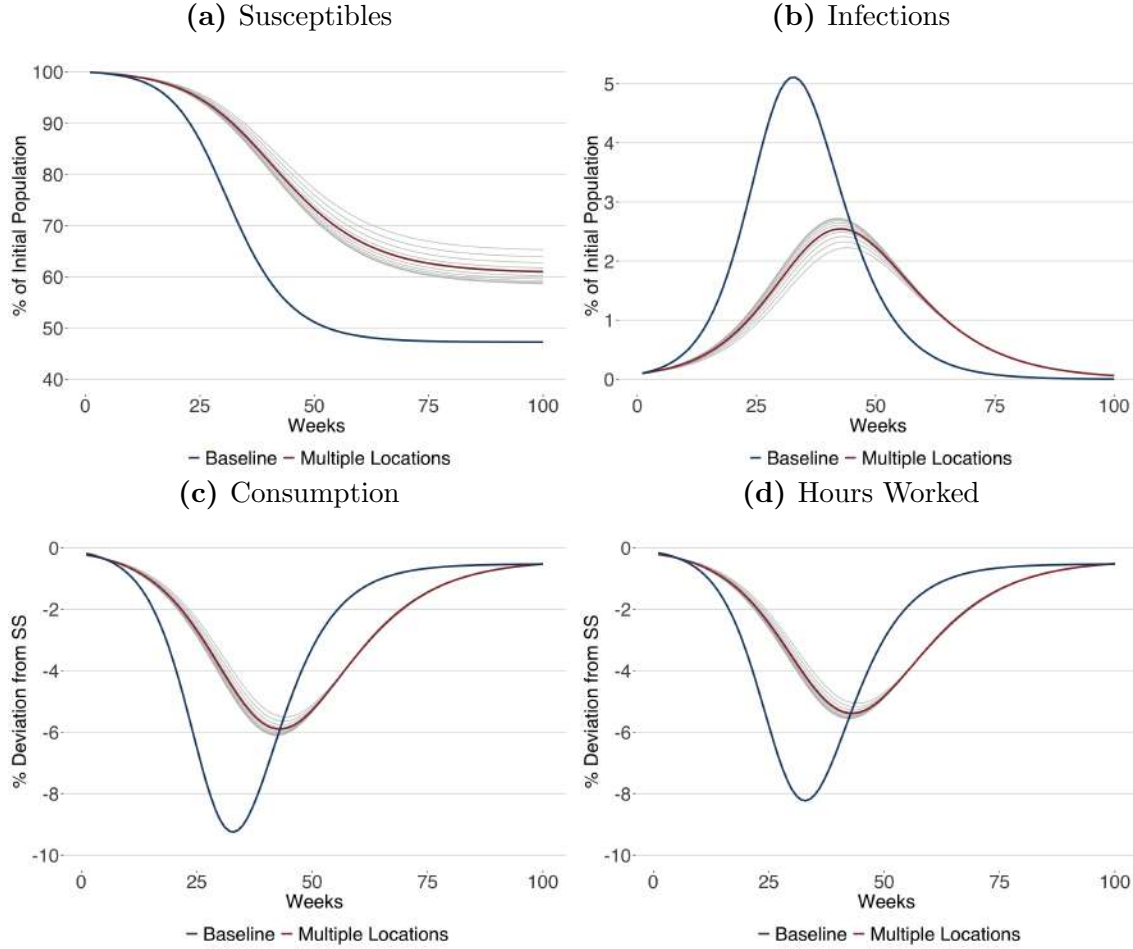 (a) Susceptibles
(b) Infections
% of Initial Population
100
90
80
70
60
50
40
0 25 50 75 100
Weeks
Baseline Multiple Locations
% of Initial Population
5
4
3
2
1
0
0 25 50 75 100
Weeks
Baseline Multiple Locations
(c) Consumption
(d) Hours Worked
% Deviation from SS
0
-2
-4
-6
-8
-10
0 25 50 75 100
Weeks
Baseline Multiple Locations
% Deviation from SS
0
-2
-4
-6
-8
-10
0 25 50 75 100
Weeks
Baseline Multiple Locations